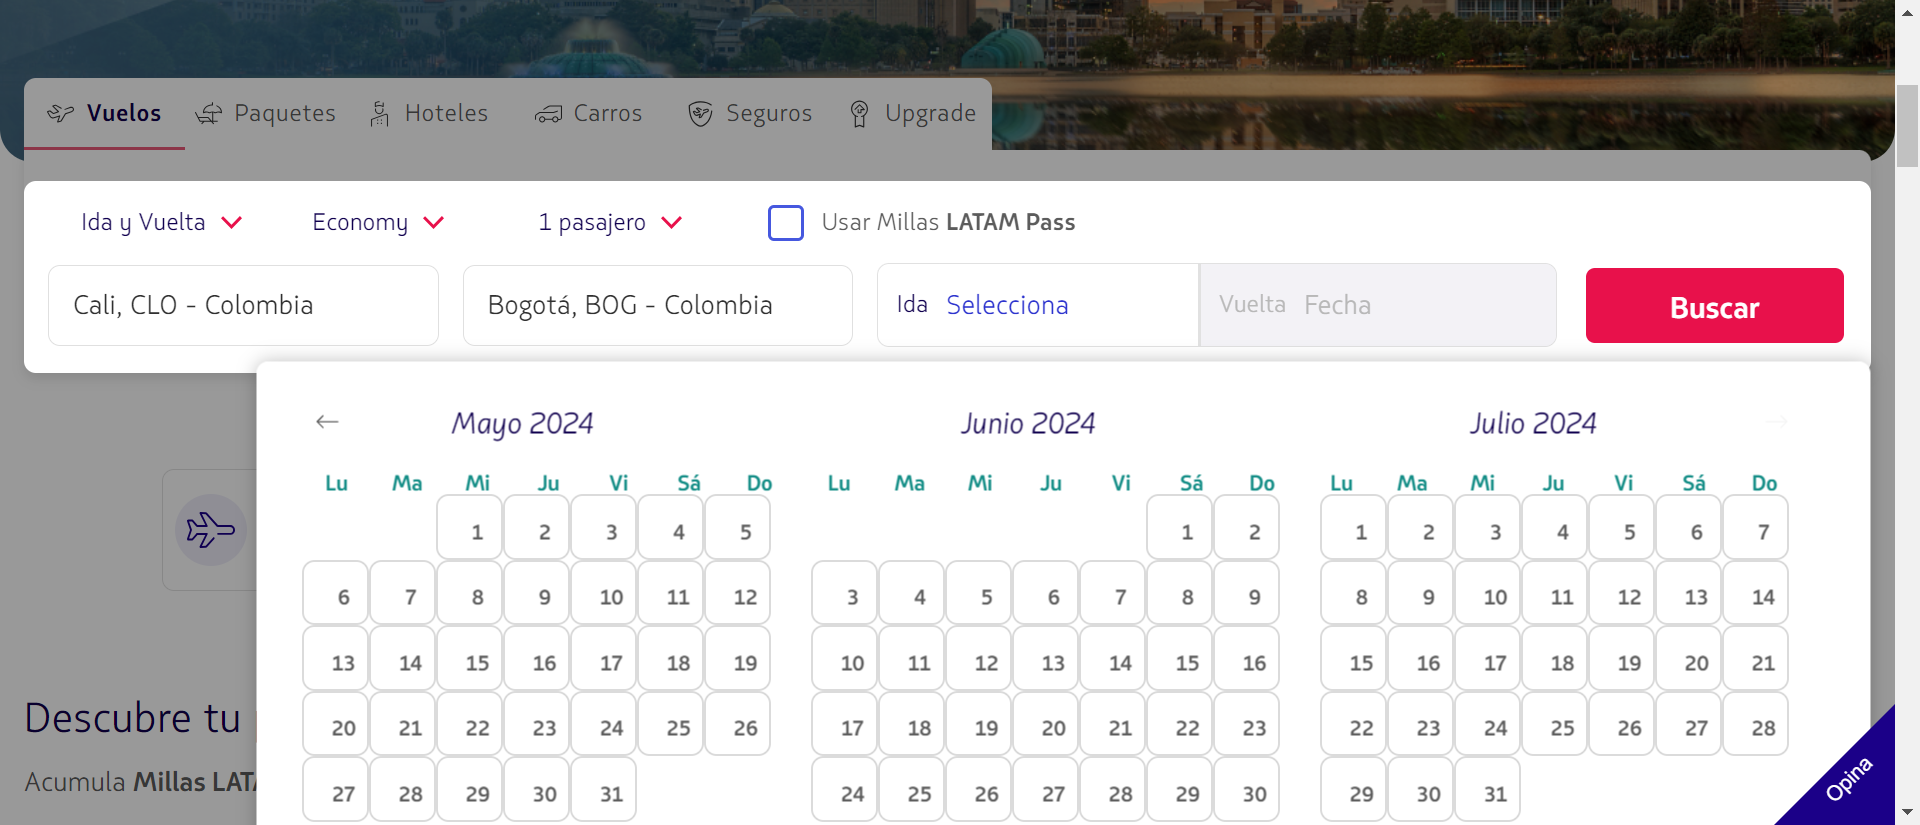 Vuelos Paquetes Hoteles Carros Seguros Upgrade
Ida y Vuelta Economy 1 pasajero Usar Millas LATAM Pass
Cali, CLO - Colombia Bogotá, BOG - Colombia Ida Selecciona Vuelta Fecha Buscar
Mayo 2024 Junio 2024 Julio 2024
Lu Ma Mi Ju Vi Sá Do Lu Ma Mi Ju Vi Sá Do Lu Ma Mi Ju Vi Sá Do
1 2 3 4 5 1 2 1 2 3 4 5 6 7
6 7 8 9 10 11 12 3 4 5 6 7 8 9 8 9 10 11 12 13 14
13 14 15 16 17 18 19 10 11 12 13 14 15 16 15 16 17 18 19 20 21
Descubre tu 20 21 22 23 24 25 26 17 18 19 20 21 22 23 22 23 24 25 26 27 28
Acumula Millas LATA 27 28 29 30 31 24 25 26 27 28 29 30 29 30 31 Opina